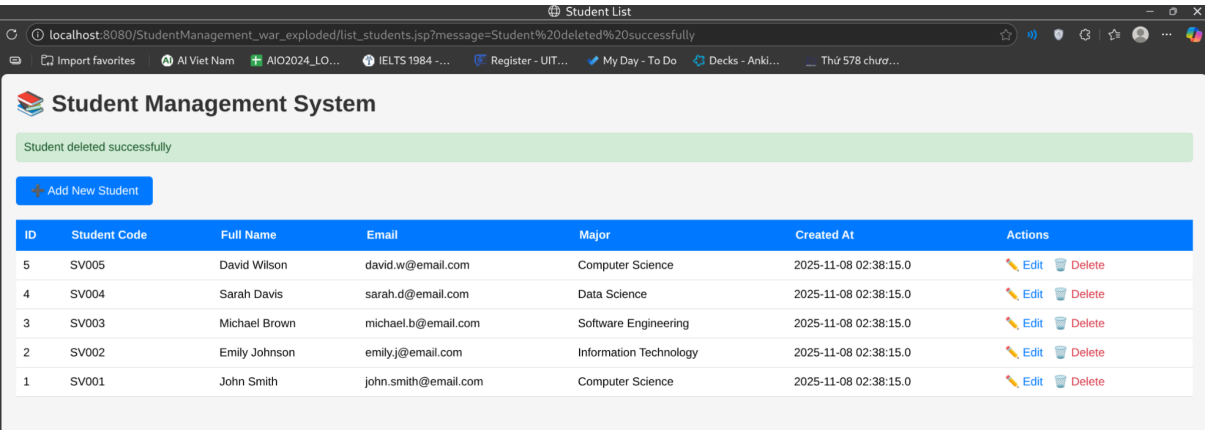 Student List
localhost:8080/StudentManagement_war_exploded/list_students.jsp?message=Student%20deleted%20successfully
Import favorites AI AI Viet Nam AIO2024_LO... IELTS 1984 -... Register - UIT... My Day - To Do Decks - Anki... Thứ 578 chươ...
Student Management System
Student deleted successfully
Add New Student
ID Student Code Full Name Email Major Created At Actions
5 SV005 David Wilson david.w@email.com Computer Science 2025-11-08 02:38:15.0 Edit Delete
4 SV004 Sarah Davis sarah.d@email.com Data Science 2025-11-08 02:38:15.0 Edit Delete
3 SV003 Michael Brown michael.b@email.com Software Engineering 2025-11-08 02:38:15.0 Edit Delete
2 SV002 Emily Johnson emily.j@email.com Information Technology 2025-11-08 02:38:15.0 Edit Delete
1 SV001 John Smith john.smith@email.com Computer Science 2025-11-08 02:38:15.0 Edit Delete